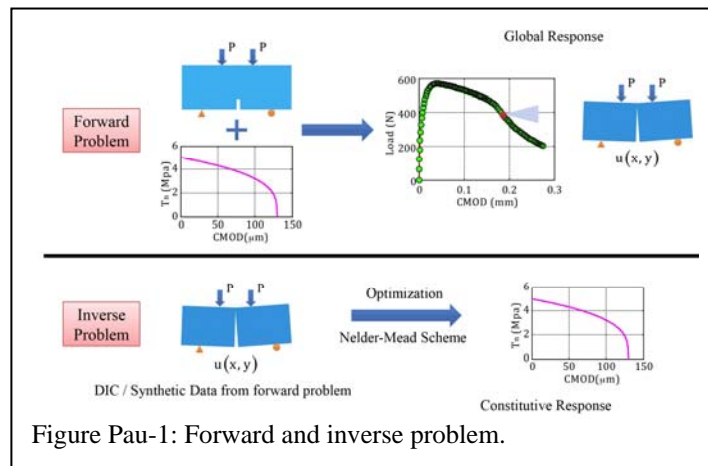 Global Response
P P
Forward
Problem
Tn (Mpa)
6
4
2
0
0 50 100 150
CMOD(μm)
Load (N)
600
400
200
0
0 0.1 0.2 0.3
CMOD (mm)
P P
u(x, y)
Inverse
Problem
P P
u(x, y)
DIC / Synthetic Data from forward problem
Optimization
Nelder-Mead Scheme
Tn (Mpa)
6
4
2
0
0 50 100 150
CMOD(μm)
Constitutive Response
Figure Pau-1: Forward and inverse problem.